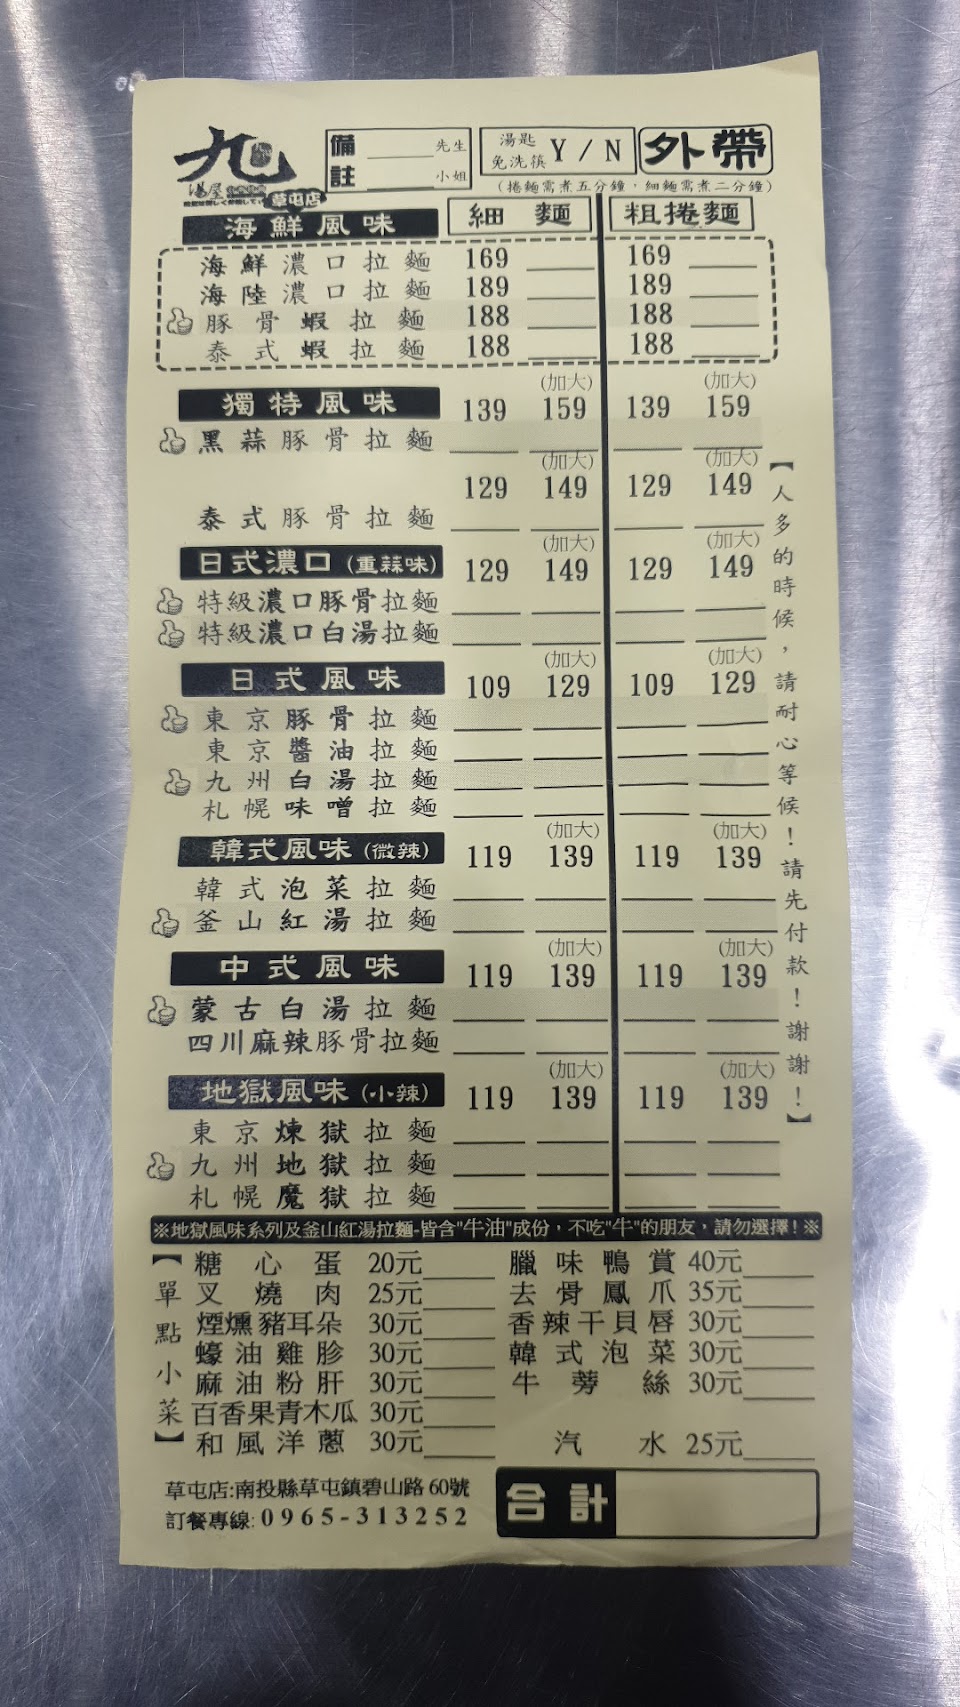 九
湯屋
草屯店
備註 ____先生
____小姐
湯匙
免洗筷 Y / N
外帶
(捲麵需煮五分鐘,細麵需煮二分鐘)
海鮮風味 細麵 粗捲麵
海鮮濃口拉麵 169 169
海陸濃口拉麵 189 189
豚骨蝦拉麵 188 188
泰式蝦拉麵 188 188
(加大) (加大)
獨特風味 139 159 139 159
黑蒜豚骨拉麵
(加大) (加大)
129 149 129 149
泰式豚骨拉麵
(加大) (加大)
日式濃口(重蒜味) 129 149 129 149
特級濃口豚骨拉麵
特級濃口白湯拉麵
(加大) (加大)
日式風味 109 129 109 129
東京豚骨拉麵
東京醬油拉麵
九州白湯拉麵
札幌味噌拉麵
(加大) (加大)
韓式風味(微辣) 119 139 119 139
韓式泡菜拉麵
釜山紅湯拉麵
(加大) (加大)
中式風味 119 139 119 139
蒙古白湯拉麵
四川麻辣豚骨拉麵
(加大) (加大)
地獄風味(小辣) 119 139 119 139
東京煉獄拉麵
九州地獄拉麵
札幌魔獄拉麵
【人多的時候,請耐心等候!請先付款!謝謝!】
※地獄風味系列及釜山紅湯拉麵-皆含"牛油"成份,不吃"牛"的朋友,請勿選擇!※
【單點小菜】
糖心蛋 20元 臘味鴨賞 40元
叉燒肉 25元 去骨鳳爪 35元
煙燻豬耳朵 30元 香辣干貝唇 30元
蠔油雞胗 30元 韓式泡菜 30元
麻油粉肝 30元 牛蒡絲 30元
百香果青木瓜 30元
和風洋蔥 30元 汽水 25元
草屯店:南投縣草屯鎮碧山路60號
訂餐專線:0965-313252
合計